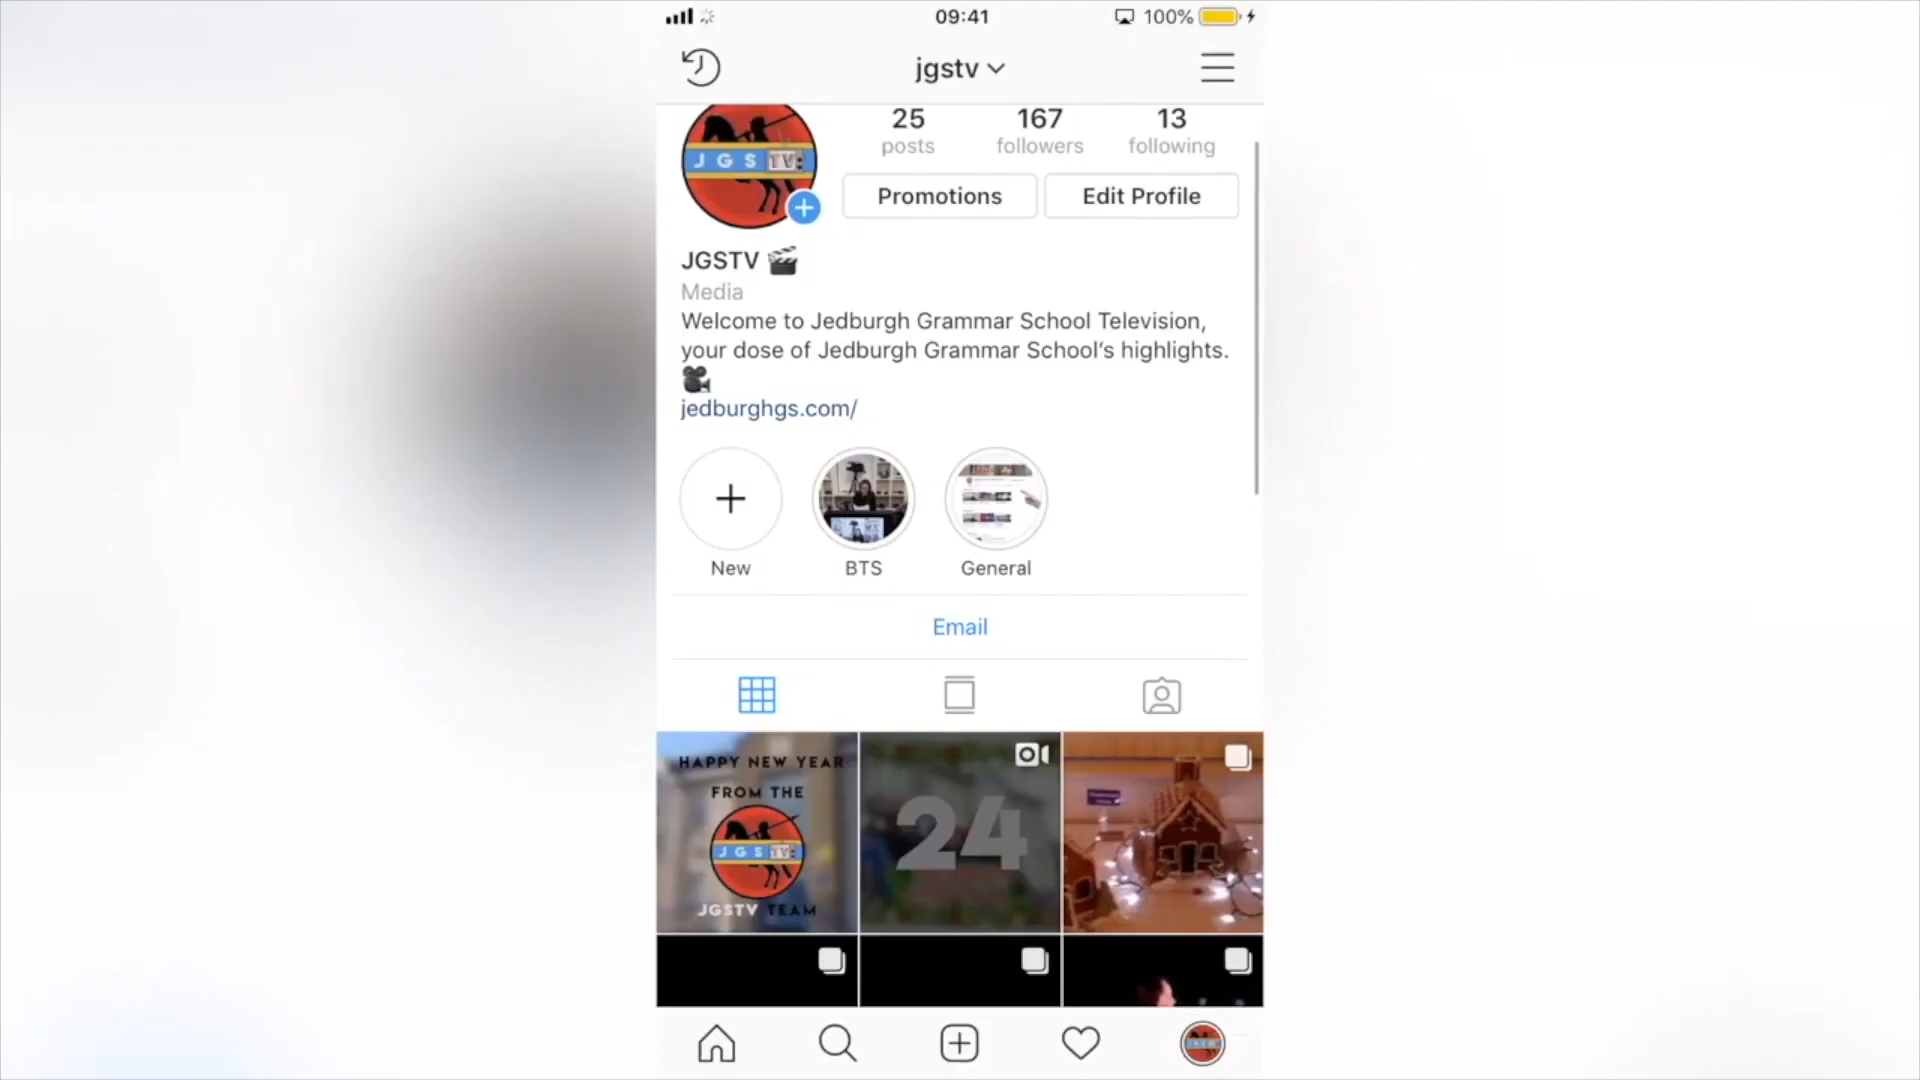 09:41
100%
jgstv
25
167
13
posts
followers
following
JGSTV:
Promotions
Edit Profile
JGSTV
Media
Welcome to Jedburgh Grammar School Television,
your dose of Jedburgh Grammar School's highlights.
jedburghgs.com/
New
BTS
General
Email
HAPPY NEW YEAR
FROM THE
JGSTV:
JGSTV TEAM
24